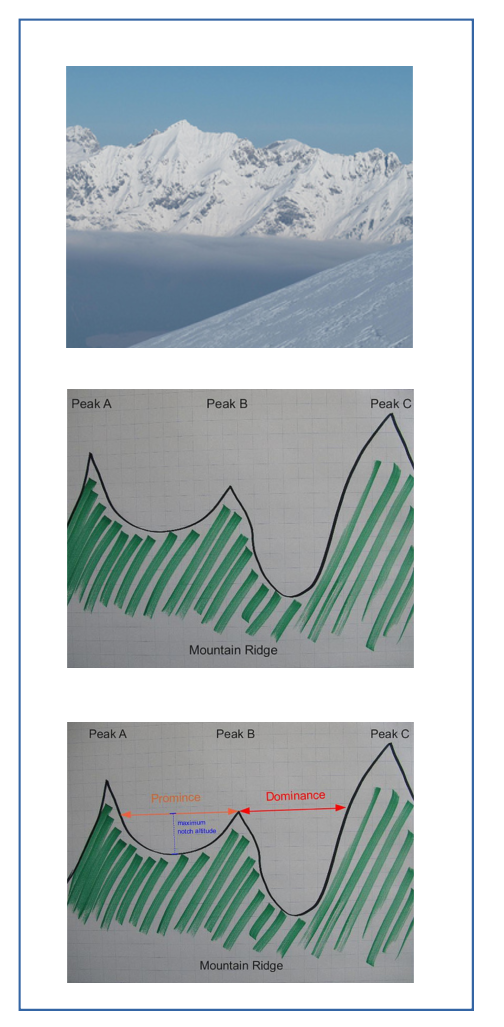 Peak A Peak B Peak C
Mountain Ridge
Peak A Peak B Peak C
Promince Dominance
maximum
notch altitude
Mountain Ridge